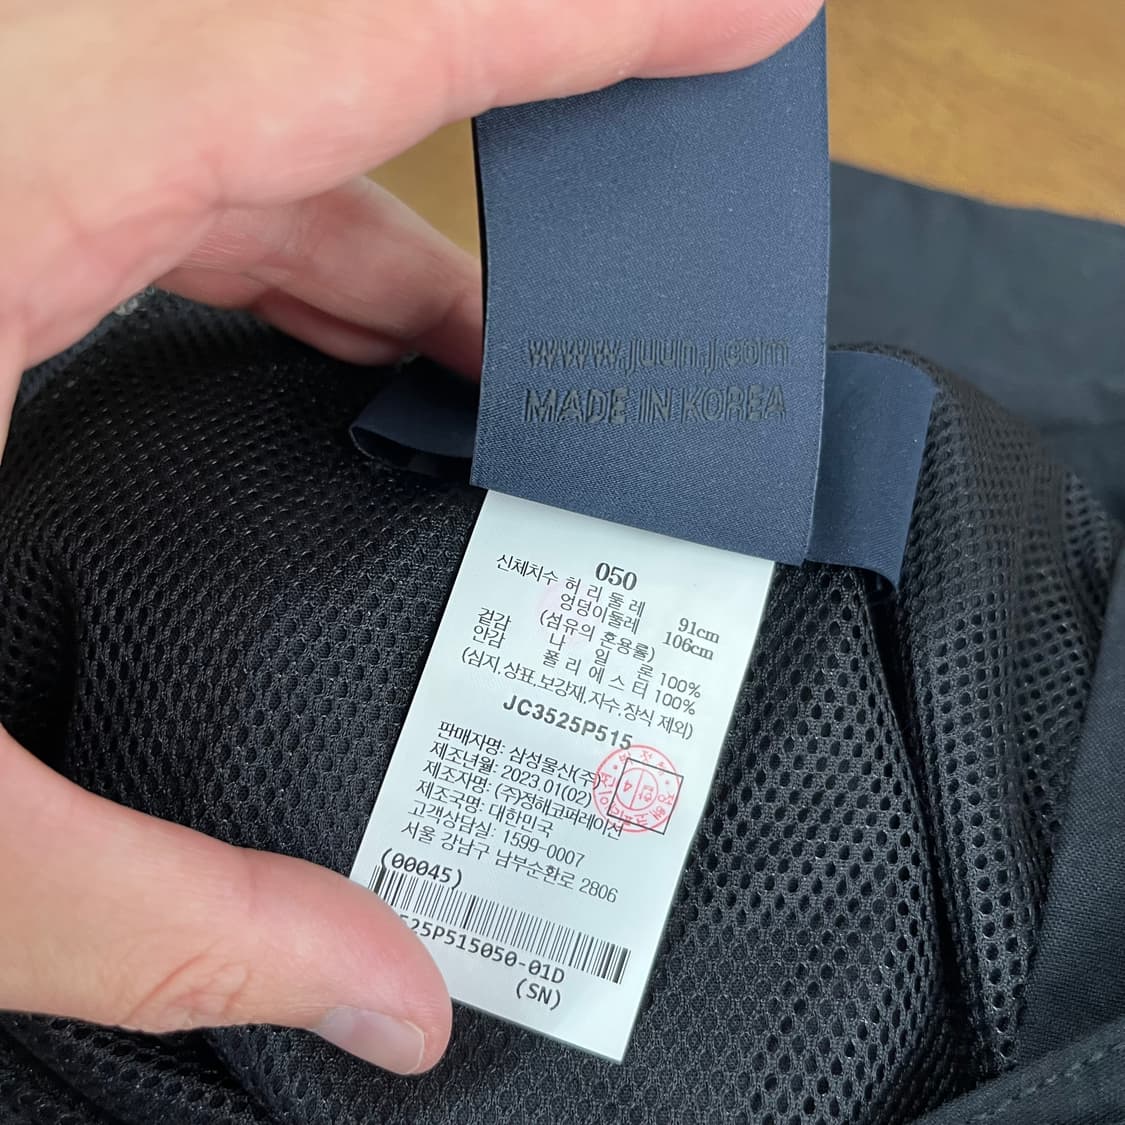 www.juunj.com
MADE IN KOREA
050
신체치수 허 리 둘 레 91cm
엉덩이둘레 106cm
(섬유의 혼용률)
겉감 나 일 론 100%
안감 폴 리 에 스 터 100%
(심지,상표,보강재,자수,장식 제외)
JC3525P515
판매자명: 삼성물산(주)
제조년월: 2023.01(02)
제조자명: (주)정해코퍼레이션
제조국명: 대한민국
고객상담실: 1599-0007
서울 강남구 남부순환로 2806
(00045)
525P515050-01D
(SN)